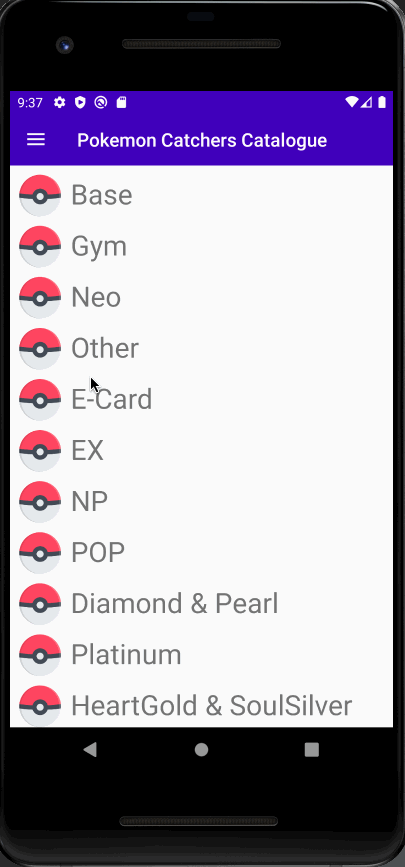 9:37
Pokemon Catchers Catalogue
Base
Gym
Neo
Other
E-Card
EX
NP
POP
Diamond & Pearl
Platinum
HeartGold & SoulSilver